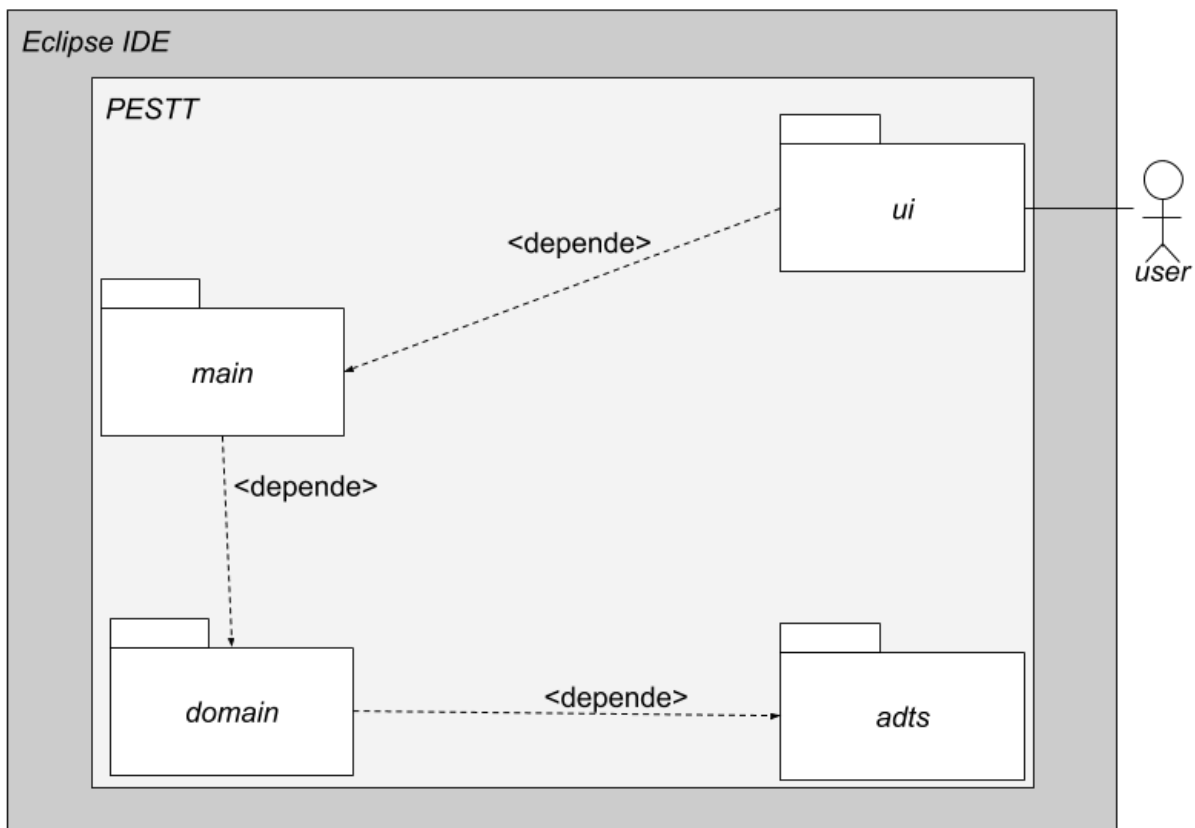 Eclipse IDE
PESTT
ui
<depende>
user
main
<depende>
domain
<depende>
adts